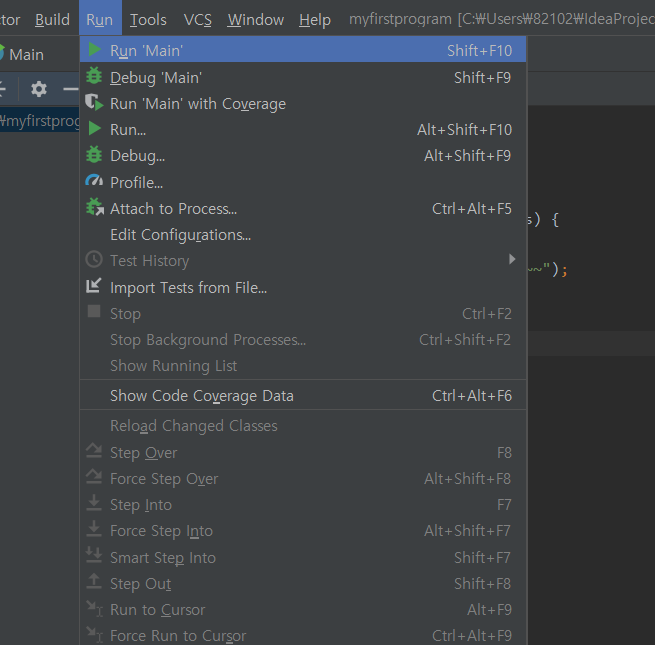 tor Build Run Tools VCS Window Help myfirstprogram [C:₩Users₩82102₩IdeaProjec
Main
₩myfirstprog
Run 'Main' Shift+F10
Debug 'Main' Shift+F9
Run 'Main' with Coverage
Run... Alt+Shift+F10
Debug... Alt+Shift+F9
Profile...
Attach to Process... Ctrl+Alt+F5
s) {
Edit Configurations...
Test History
~~");
Import Tests from File...
Stop Ctrl+F2
Stop Background Processes... Ctrl+Shift+F2
Show Running List
Show Code Coverage Data Ctrl+Alt+F6
Reload Changed Classes
Step Over F8
Force Step Over Alt+Shift+F8
Step Into F7
Force Step Into Alt+Shift+F7
Smart Step Into Shift+F7
Step Out Shift+F8
Run to Cursor Alt+F9
Force Run to Cursor Ctrl+Alt+F9